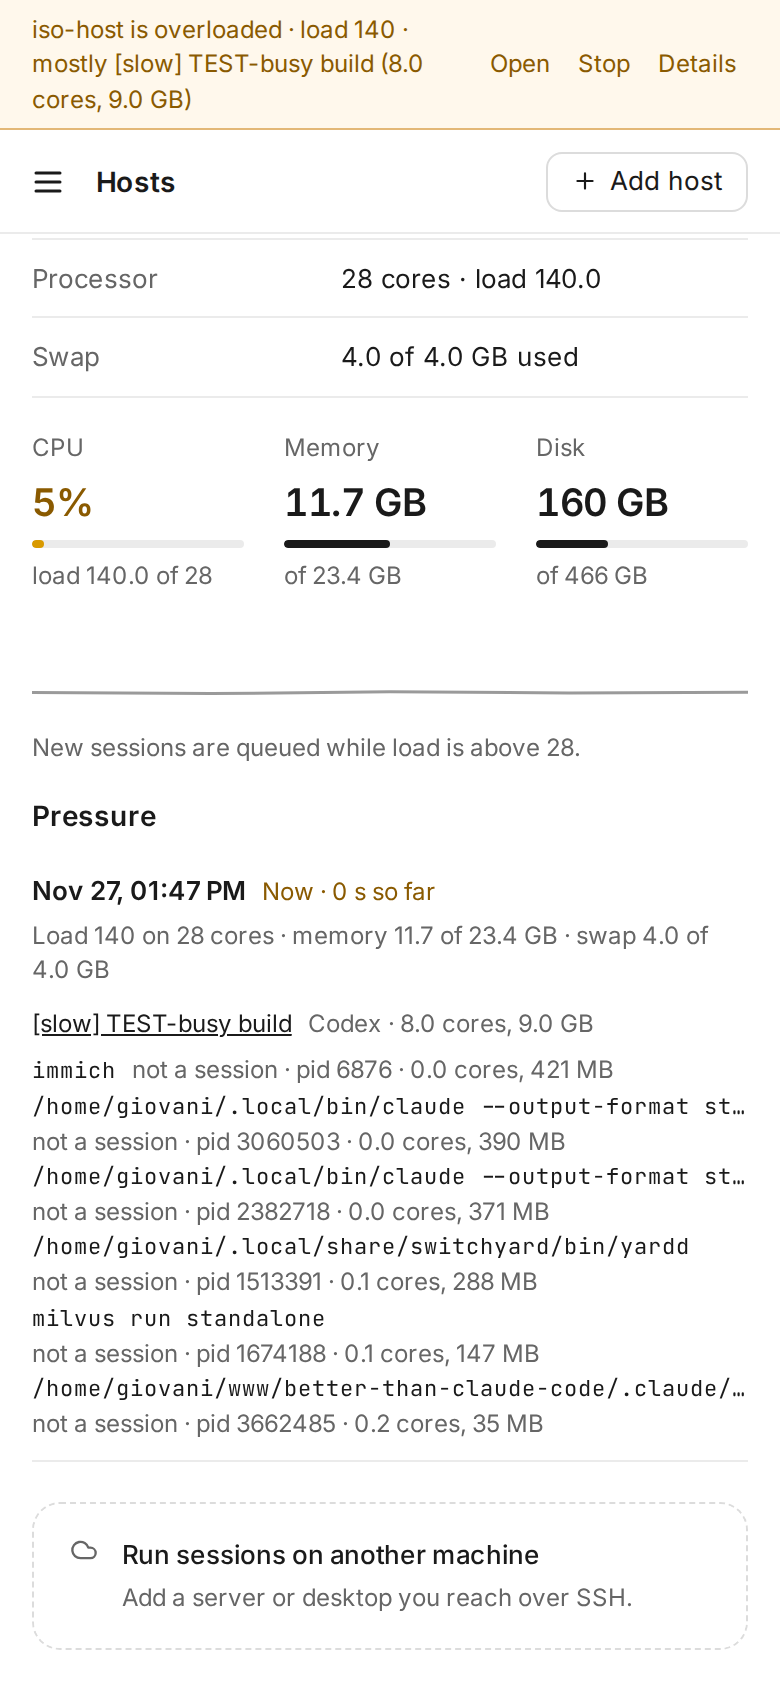 iso-host is overloaded · load 140 ·
mostly [slow] TEST-busy build (8.0
cores, 9.0 GB)
Open Stop Details
Hosts
+ Add host
Processor 28 cores · load 140.0
Swap 4.0 of 4.0 GB used
CPU Memory Disk
5% 11.7 GB 160 GB
load 140.0 of 28 of 23.4 GB of 466 GB
New sessions are queued while load is above 28.
Pressure
Nov 27, 01:47 PM Now · 0 s so far
Load 140 on 28 cores · memory 11.7 of 23.4 GB · swap 4.0 of
4.0 GB
[slow] TEST-busy build Codex · 8.0 cores, 9.0 GB
immich not a session · pid 6876 · 0.0 cores, 421 MB
/home/giovani/.local/bin/claude --output-format st…
not a session · pid 3060503 · 0.0 cores, 390 MB
/home/giovani/.local/bin/claude --output-format st…
not a session · pid 2382718 · 0.0 cores, 371 MB
/home/giovani/.local/share/switchyard/bin/yardd
not a session · pid 1513391 · 0.1 cores, 288 MB
milvus run standalone
not a session · pid 1674188 · 0.1 cores, 147 MB
/home/giovani/www/better-than-claude-code/.claude/…
not a session · pid 3662485 · 0.2 cores, 35 MB
Run sessions on another machine
Add a server or desktop you reach over SSH.